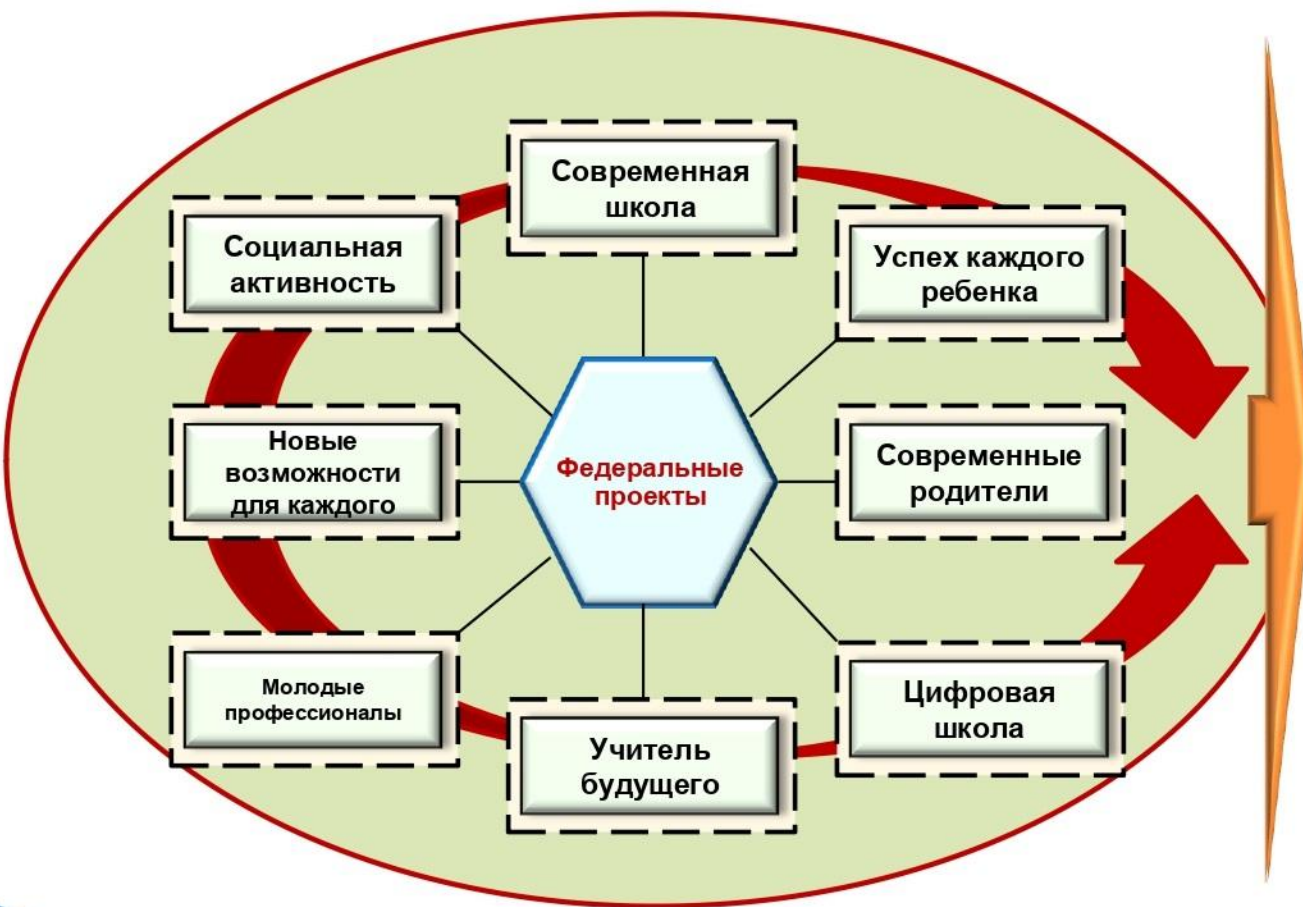 Современная
школа
Социальная
активность
Успех каждого
ребенка
Новые
возможности
для каждого
Федеральные
проекты
Современные
родители
Молодые
профессионалы
Учитель
будущего
Цифровая
школа